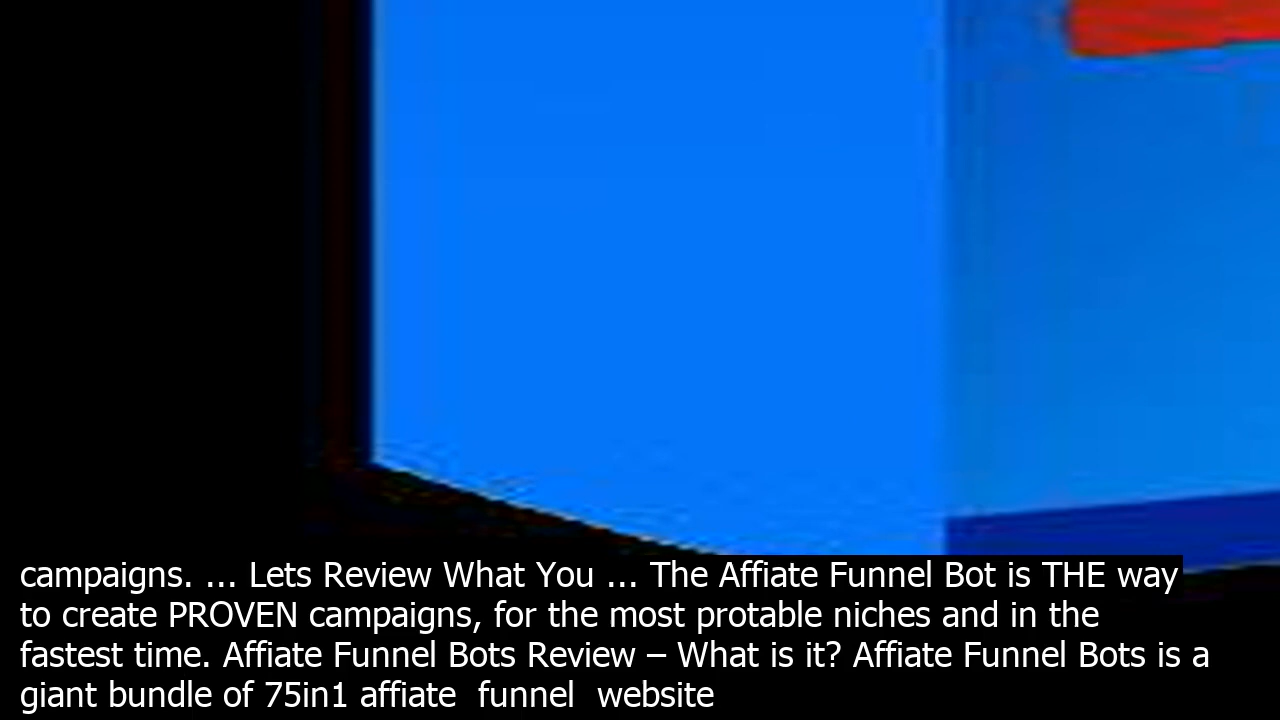 campaigns. ... Lets Review What You ... The Affiate Funnel Bot is THE way
to create PROVEN campaigns, for the most protable niches and in the
fastest time. Affiate Funnel Bots Review – What is it? Affiate Funnel Bots is a
giant bundle of 75in1 affiate  funnel  website